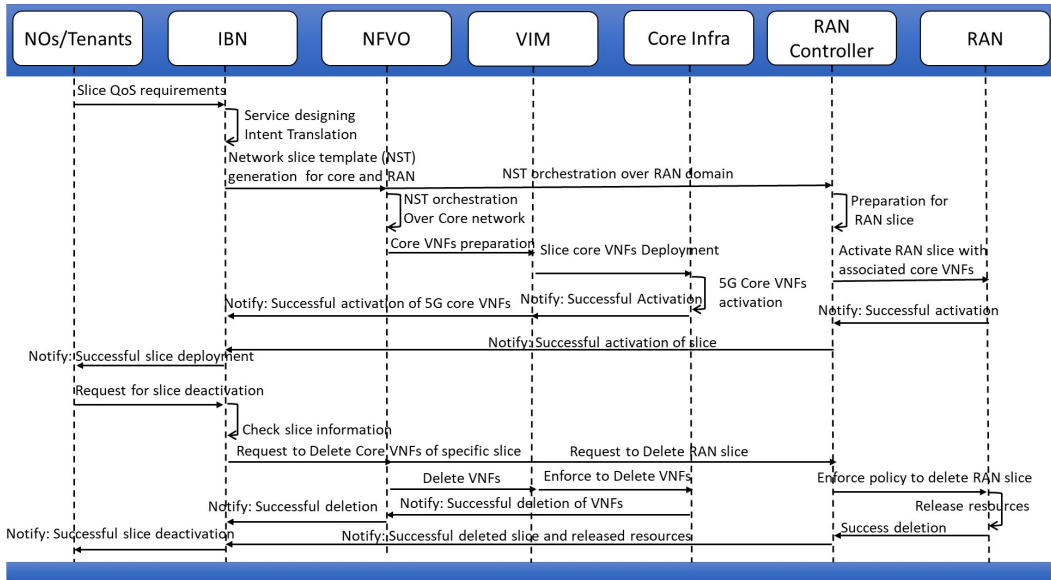 NOs/Tenants
IBN
NFVO
VIM
Core Infra
RAN
Controller
RAN
Slice QoS requirements
Service designing
Intent Translation
Network slice template (NST)
generation for core and RAN
NST orchestration over RAN domain
NST orchestration
Over Core network
Preparation for
RAN slice
Core VNFs preparation
Slice core VNFs Deployment
Activate RAN slice with
associated core VNFs
5G Core VNFs
activation
Notify: Successful activation of 5G core VNFs
Notify: Successful Activation
Notify: Successful activation
Notify: Successful activation of slice
Notify: Successful slice deployment
Request for slice deactivation
Check slice information
Request to Delete Core VNFs of specific slice
Request to Delete RAN slice
Delete VNFs
Enforce to Delete VNFs
Enforce policy to delete RAN slice
Notify: Successful deletion
Notify: Successful deletion of VNFs
Release resources
Notify: Successful slice deactivation
Notify: Successful deleted slice and released resources
Success deletion